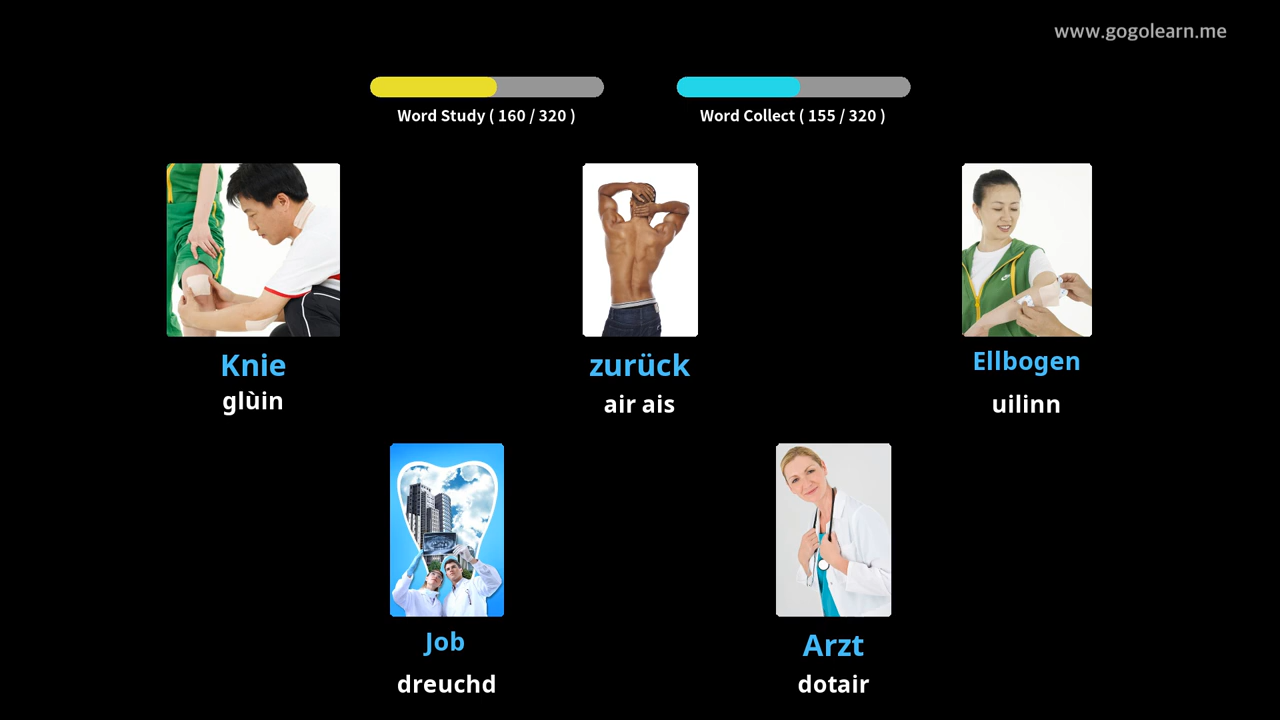 www.gogolearn.me
Word Study ( 160 / 320 )
Word Collect ( 155 / 320 )
Knie
glùin
zurück
air ais
Ellbogen
uilinn
Job
dreuchd
Arzt
dotair